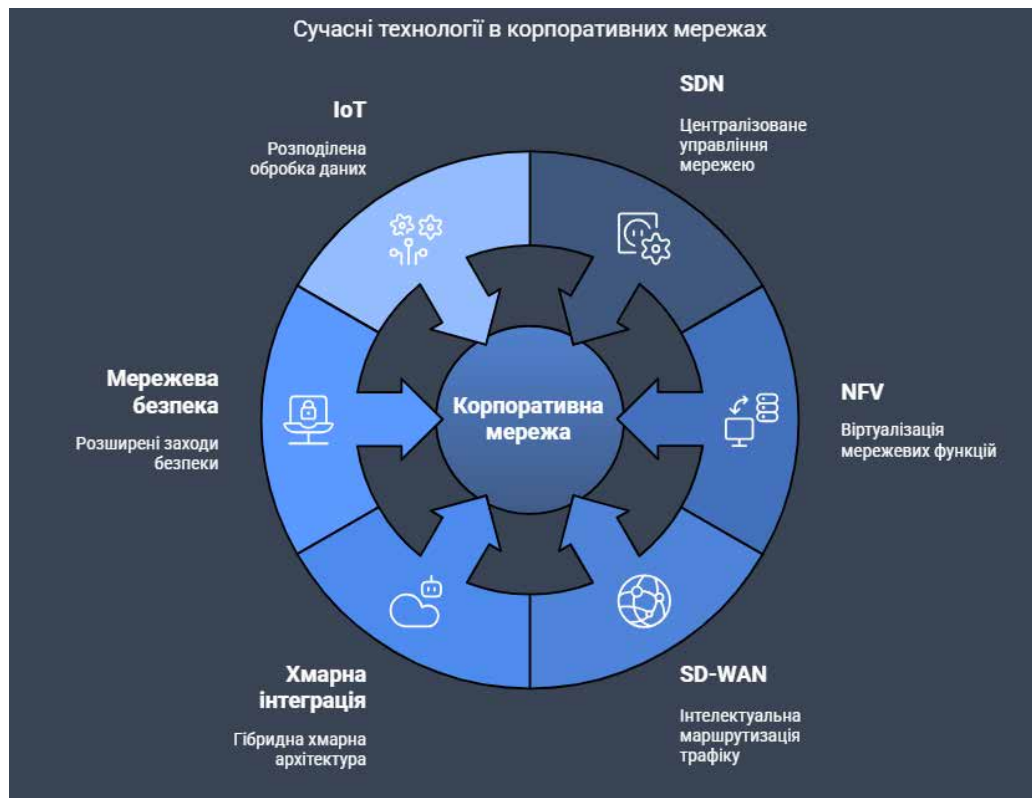 Сучасні технології в корпоративних мережах
IoT
Розподілена
обробка даних
SDN
Централізоване
управління
мережею
Мережева
безпека
Розширені заходи
безпеки
Корпоративна
мережа
NFV
Віртуалізація
мережевих функцій
Хмарна
інтеграція
Гібридна хмарна
архітектура
SD-WAN
Інтелектуальна
маршрутизація
трафіку